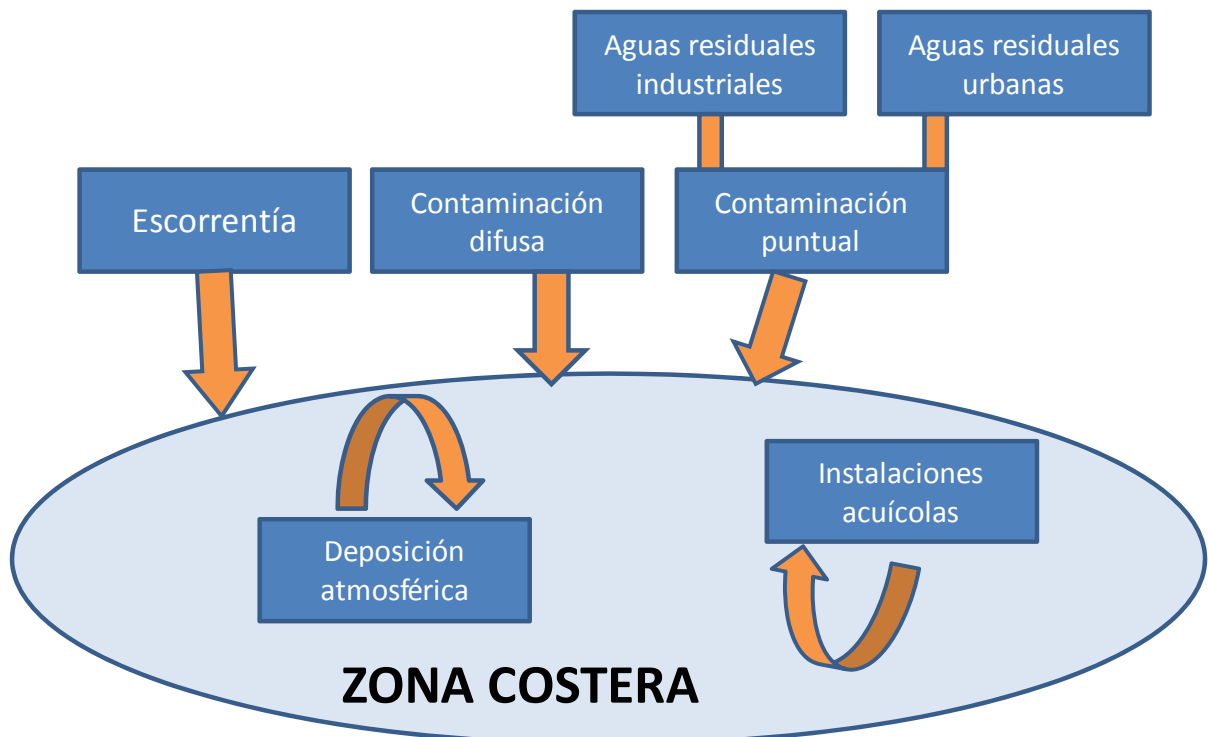 Aguas residuales
industriales
Aguas residuales
urbanas
Escorrentía
Contaminación
difusa
Contaminación
puntual
Instalaciones
acuícolas
Deposición
atmosférica
ZONA COSTERA